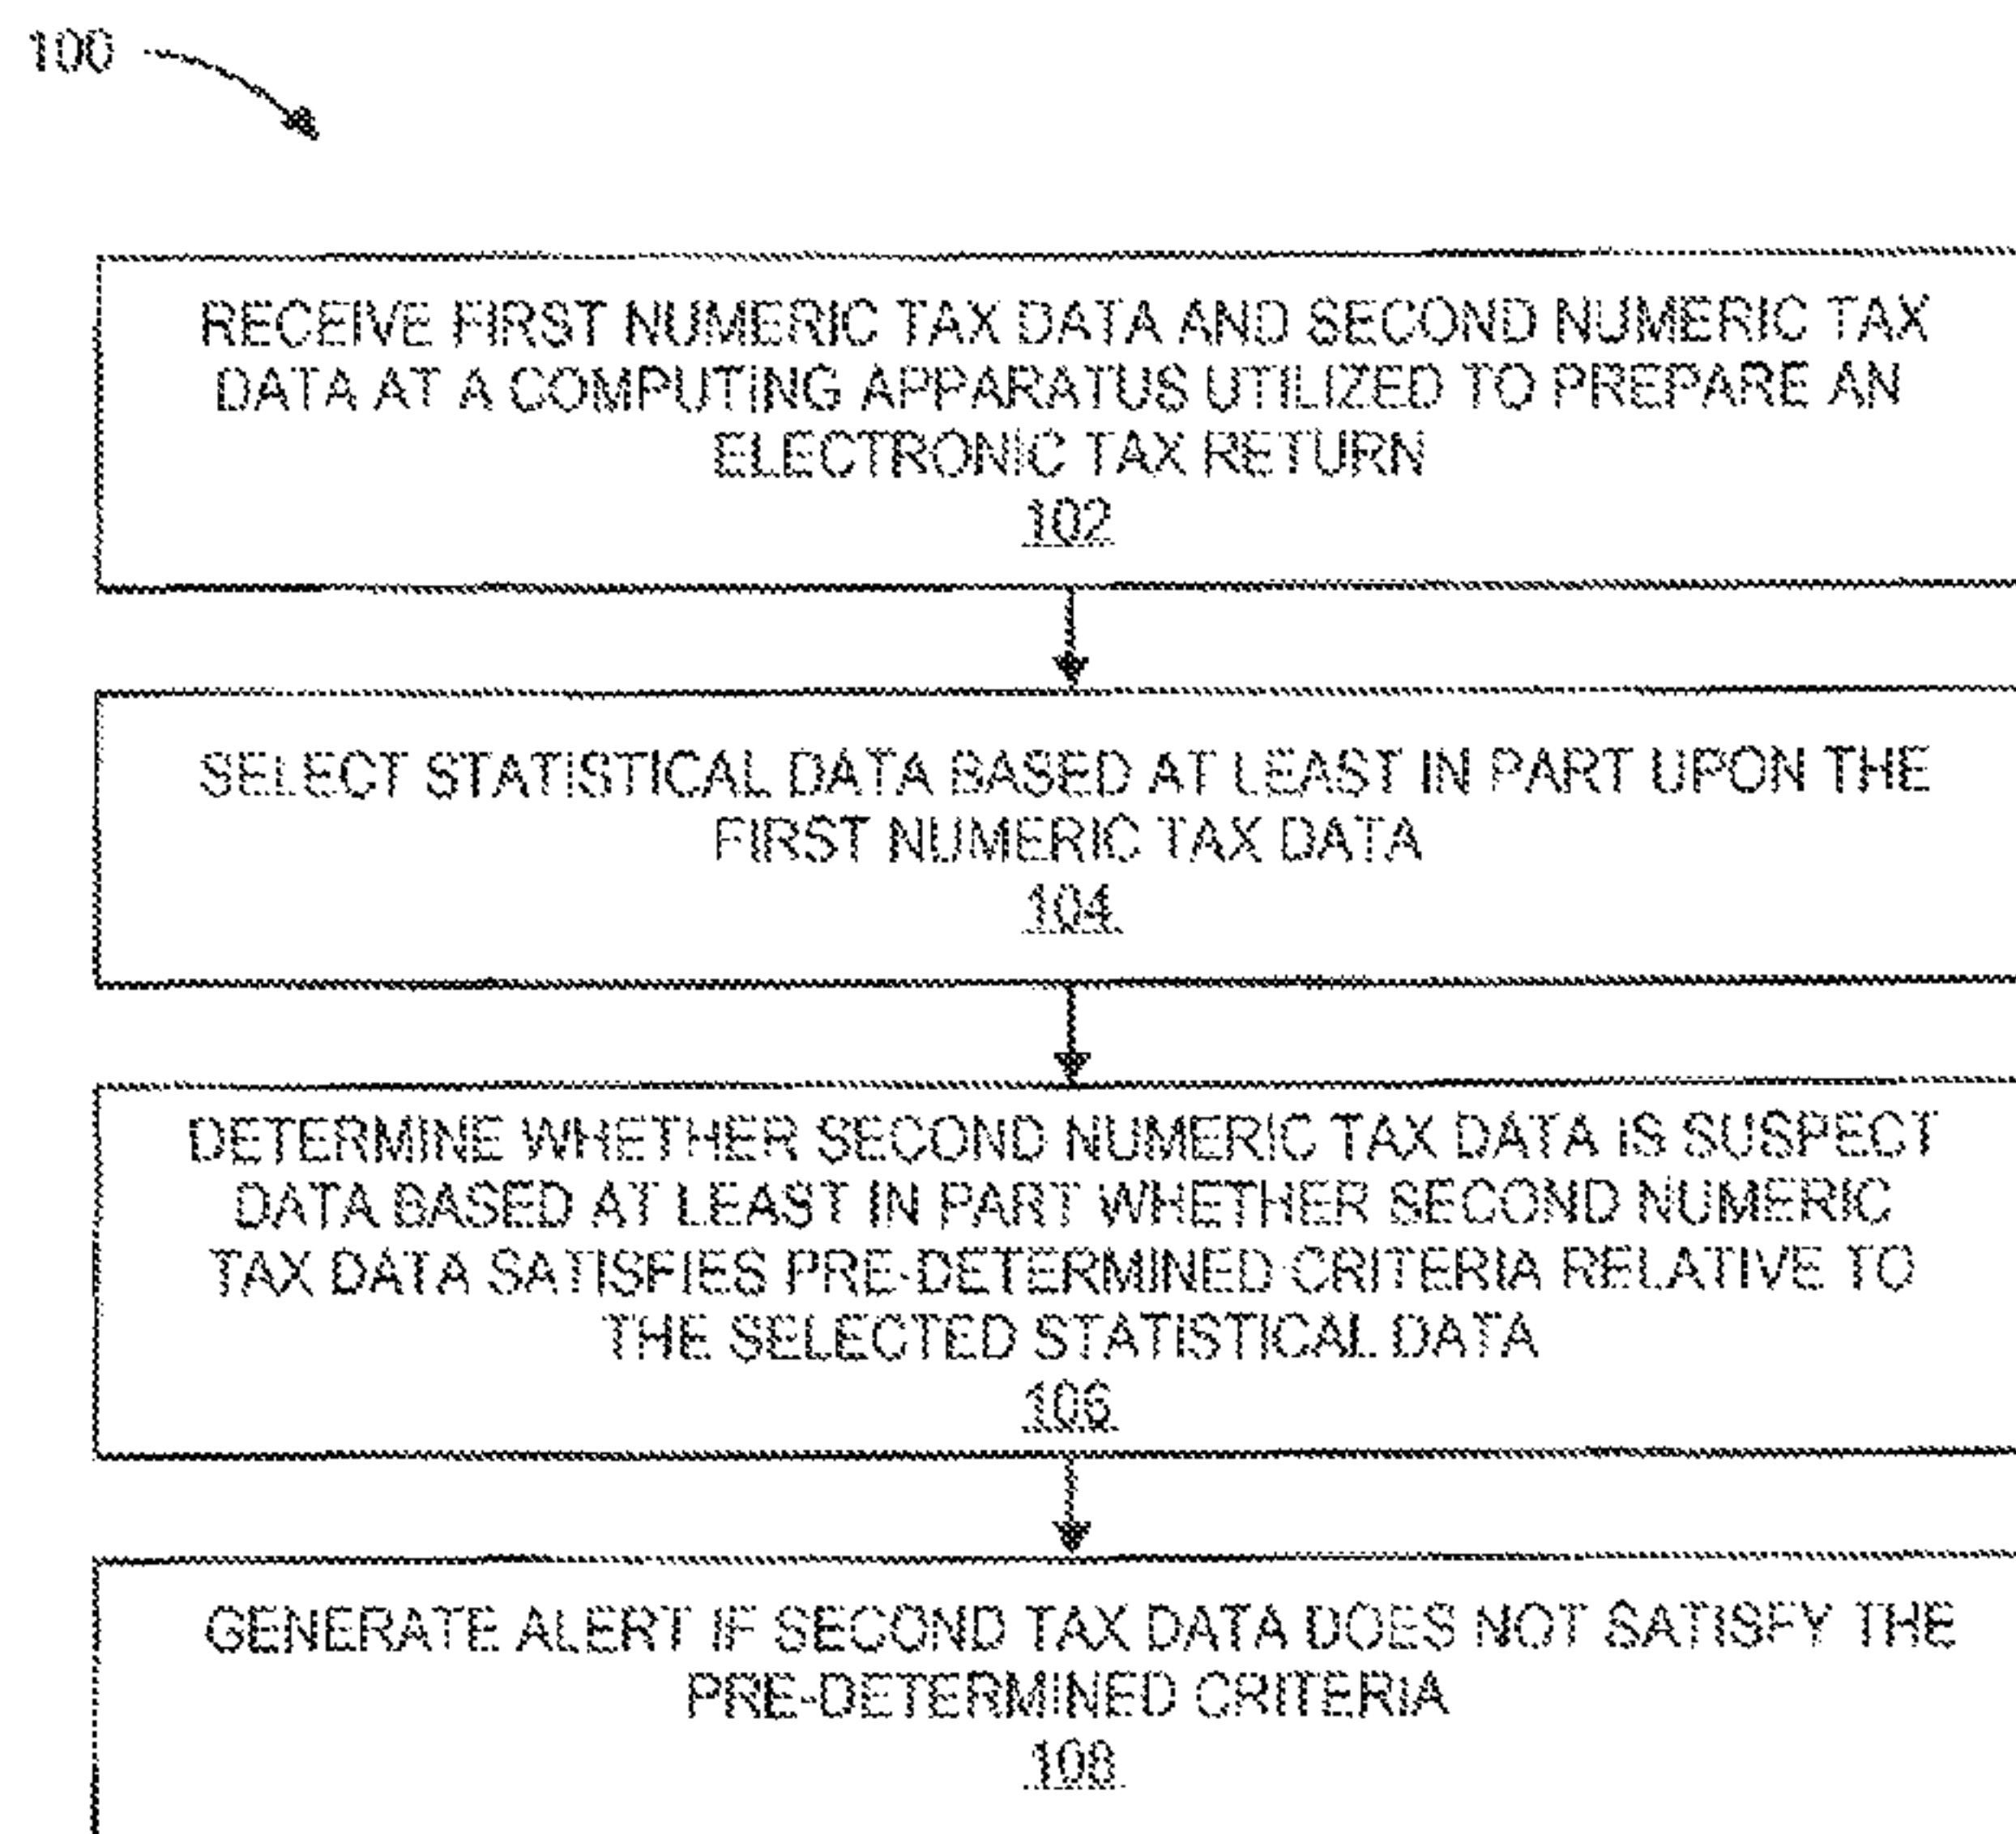 100
RECEIVE FIRST NUMERIC TAX DATA AND SECOND NUMERIC TAX
DATA AT A COMPUTING APPARATUS UTILIZED TO PREPARE AN
ELECTRONIC TAX RETURN
102
SELECT STATISTICAL DATA BASED AT LEAST IN PART UPON THE
FIRST NUMERIC TAX DATA
104
DETERMINE WHETHER SECOND NUMERIC TAX DATA IS SUSPECT
DATA BASED AT LEAST IN PART WHETHER SECOND NUMERIC
TAX DATA SATISFIES PRE-DETERMINED CRITERIA RELATIVE TO
THE SELECTED STATISTICAL DATA
106
GENERATE ALERT IF SECOND TAX DATA DOES NOT SATISFY THE
PRE-DETERMINED CRITERIA
108